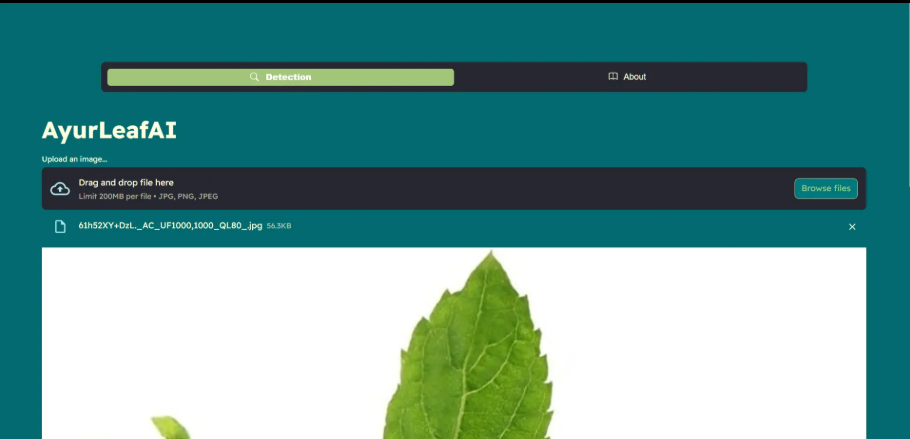 Detection
About
AyurLeafAI
Upload an image...
Drag and drop file here
Limit 200MB per file • JPG, PNG, JPEG
Browse files
61h52XY+DzL._AC_UF1000,1000_QL80_.jpg 56.3KB